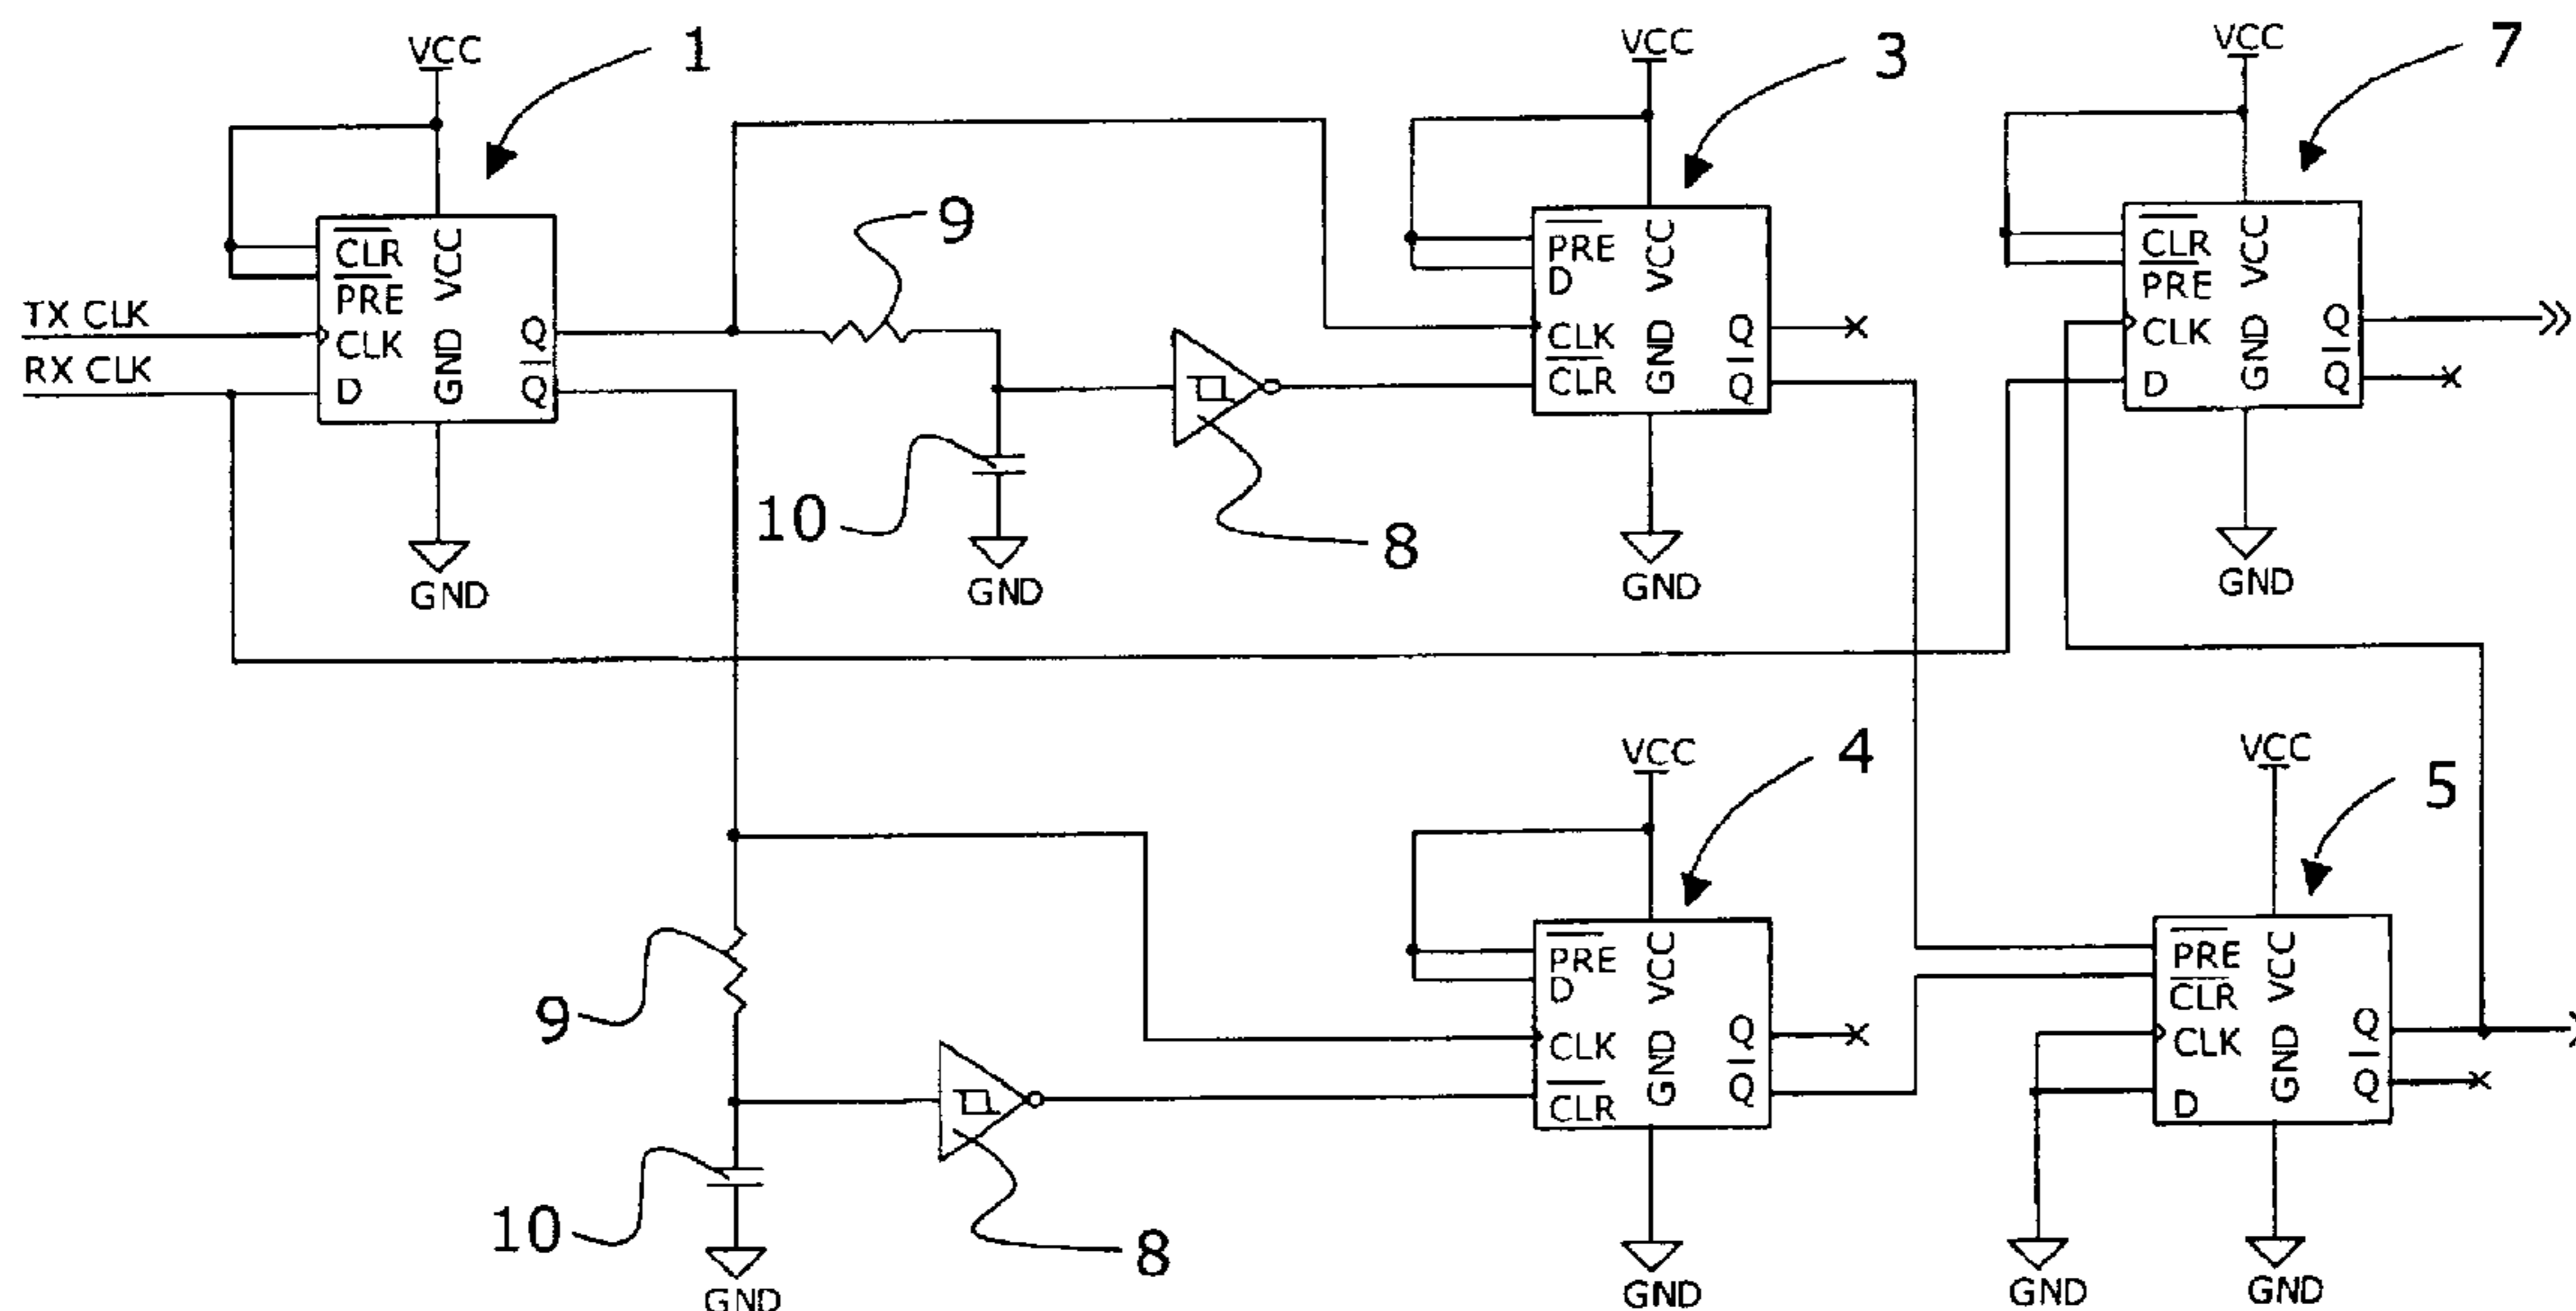 VCC
1
VCC
3
VCC
7
CLR
PRE
CLK
D
VCC
GND
Q
Q
TX CLK
RX CLK
9
10
GND
8
GND
PRE
D
CLK
CLR
VCC
GND
Q
Q
GND
CLR
PRE
CLK
D
VCC
GND
Q
Q
GND
VCC
4
VCC
5
9
10
GND
8
PRE
D
CLK
CLR
VCC
GND
Q
Q
GND
PRE
CLR
CLK
D
VCC
GND
Q
Q
GND
GND